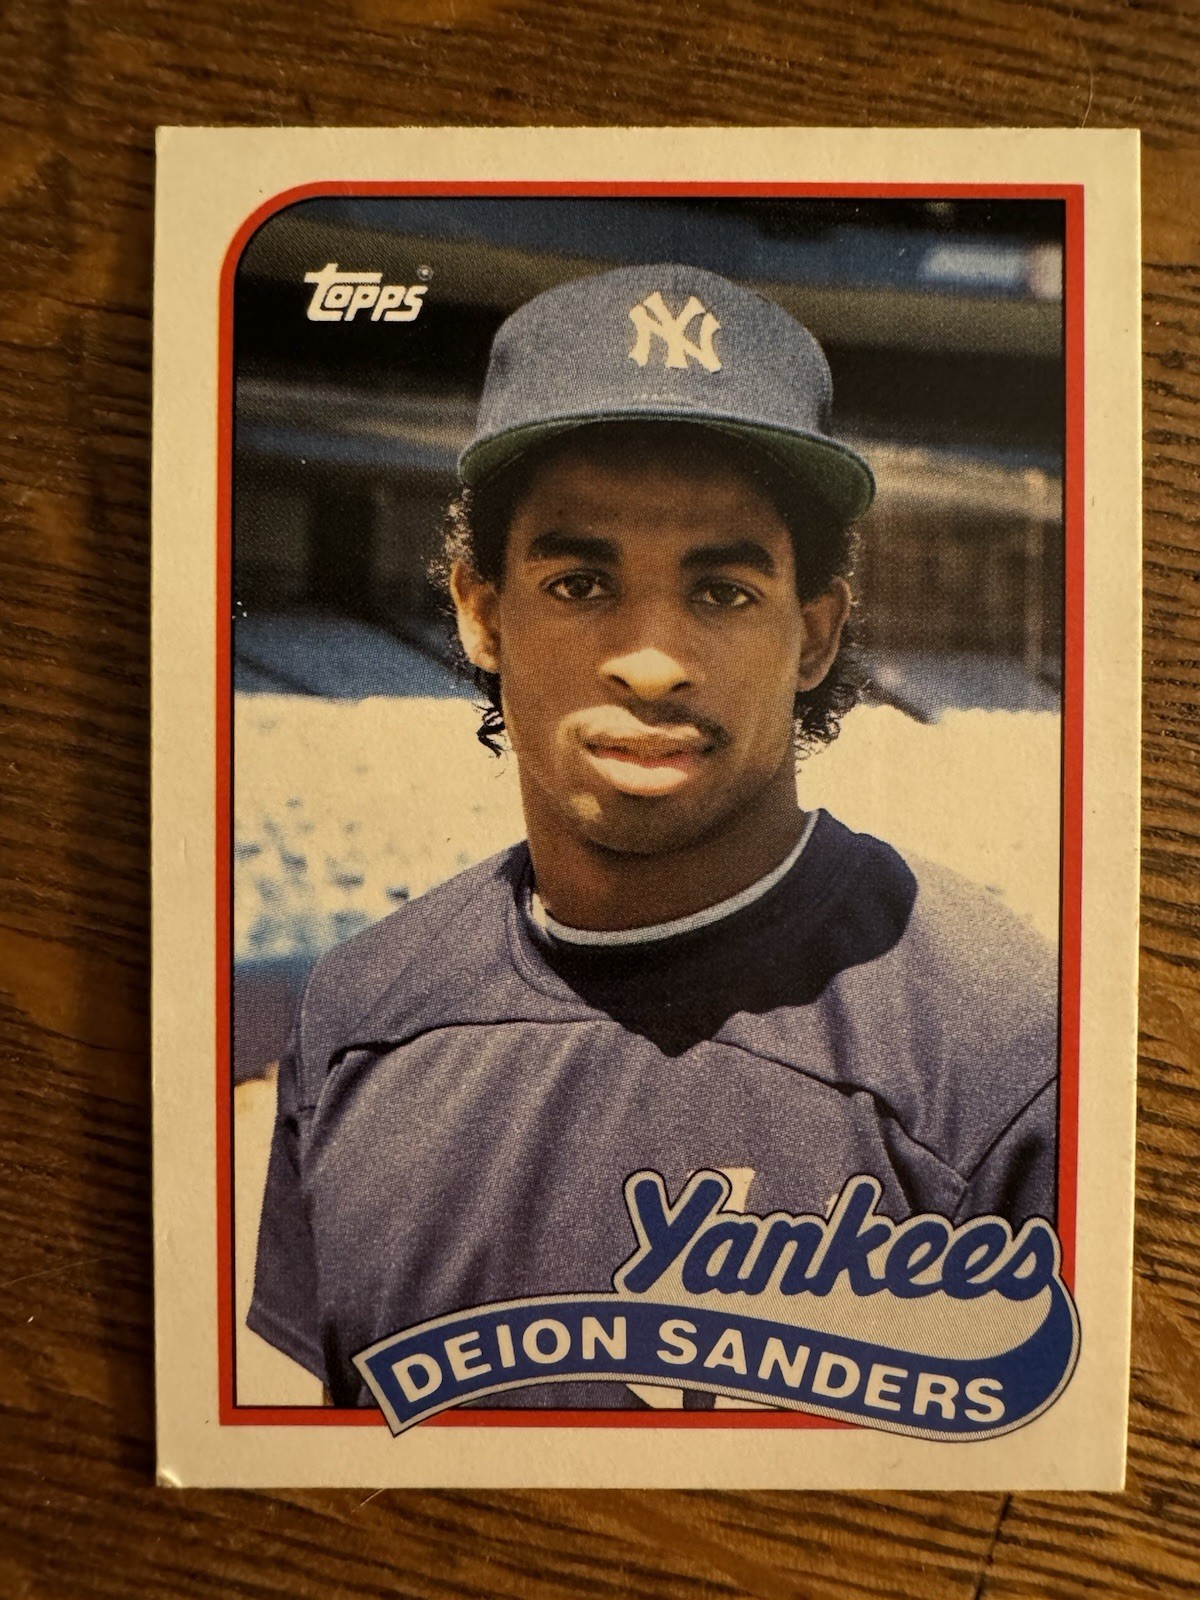 topps
NY
Yankees
DEION SANDERS